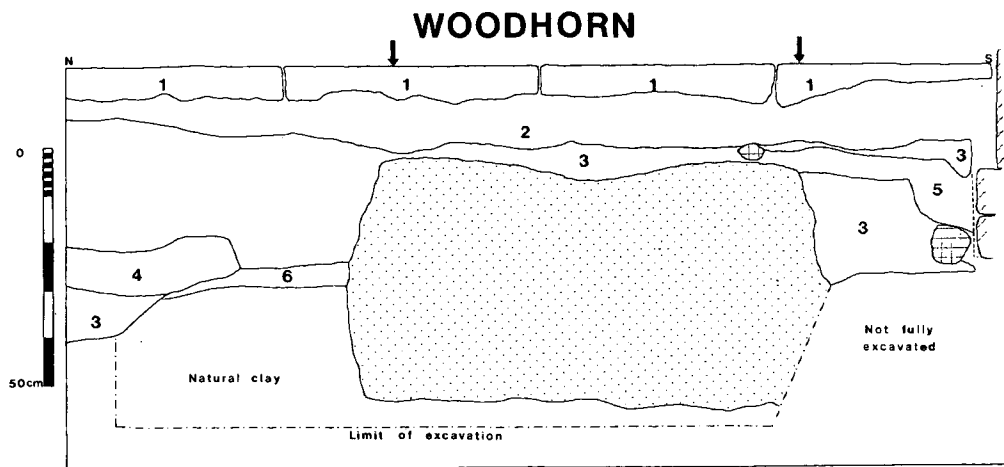 WOODHORN
N
S
1
1
1
1
2
0
3
3
5
3
4
6
3
Not fully
excavated
Natural clay
50cm
Limit of excavation